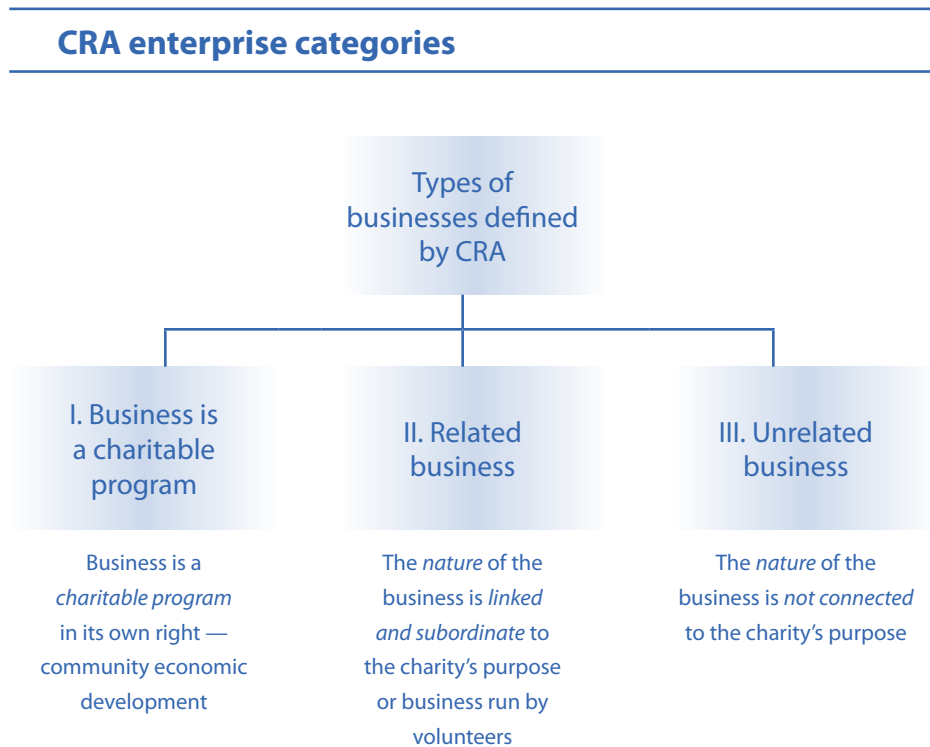 CRA enterprise categories
Types of
businesses defined
by CRA
I. Business is
a charitable
program
II. Related
business
III. Unrelated
business
Business is a
charitable program
in its own right —
community economic
development
The nature of the
business is linked
and subordinate to
the charity's purpose
or business run by
volunteers
The nature of the
business is not connected
to the charity's purpose